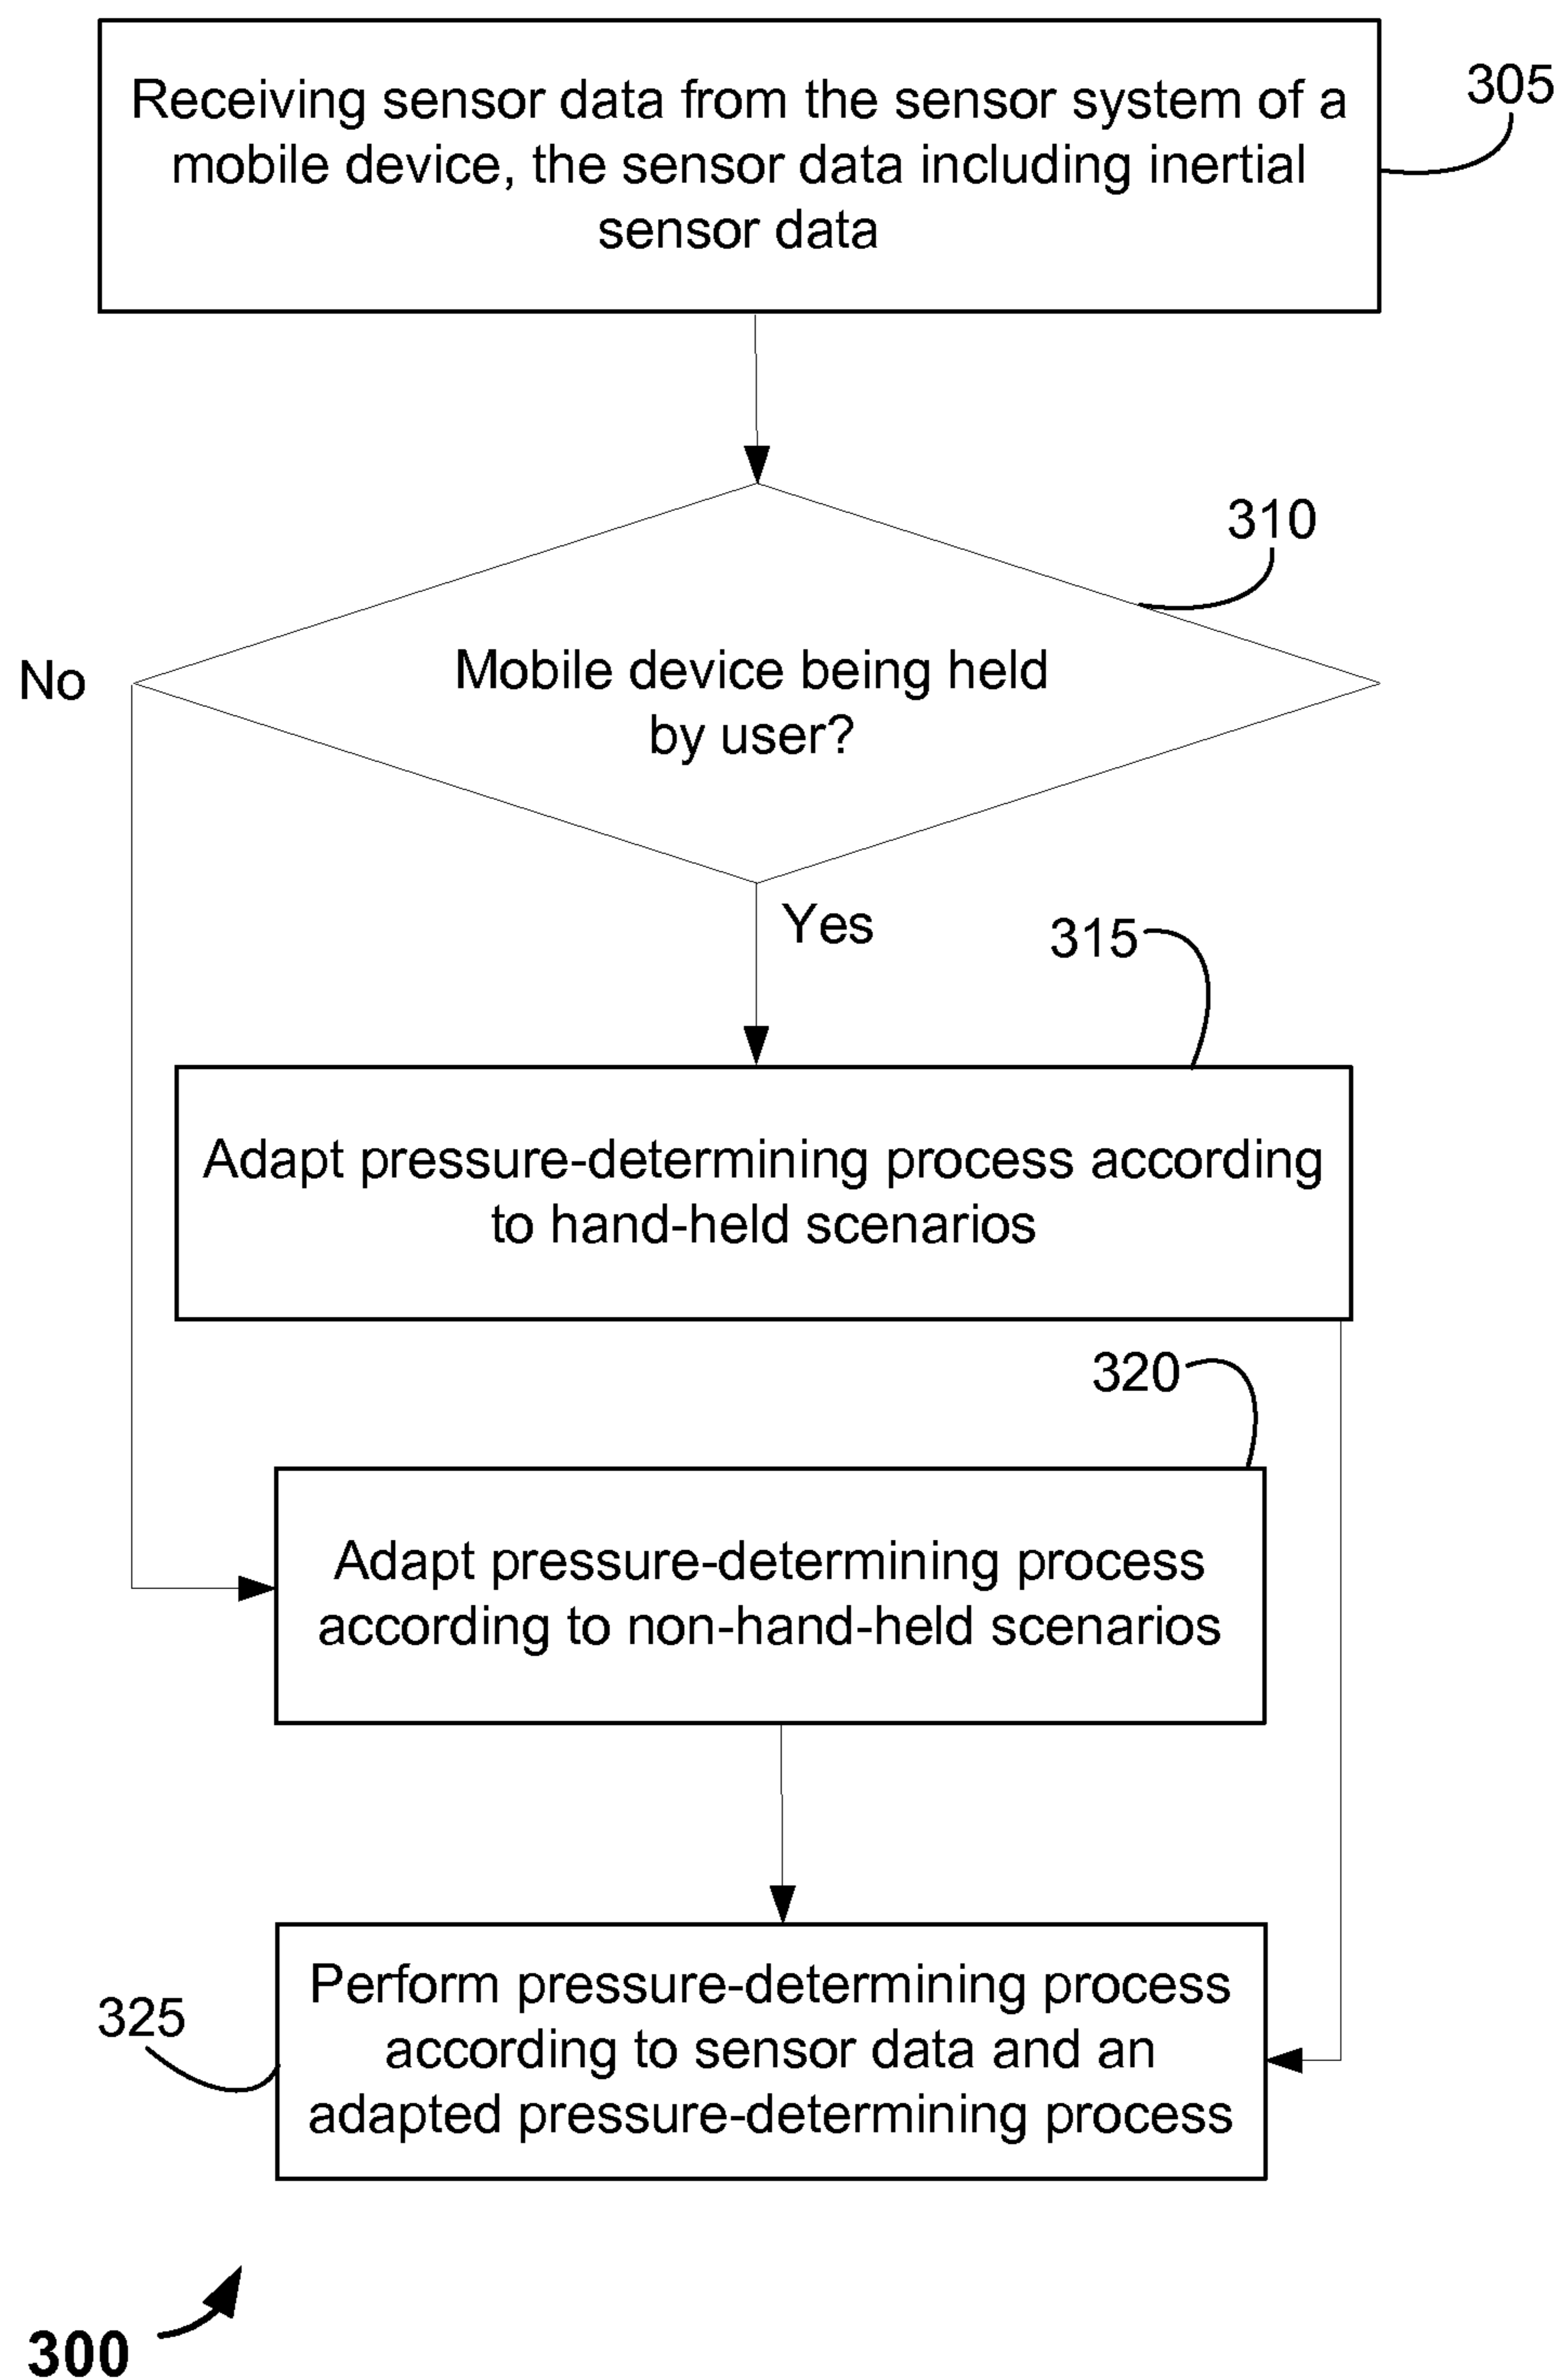 Receiving sensor data from the sensor system of a
mobile device, the sensor data including inertial
sensor data
305
310
Mobile device being held
by user?
No
Yes
315
Adapt pressure-determining process according
to hand-held scenarios
320
Adapt pressure-determining process
according to non-hand-held scenarios
Perform pressure-determining process
according to sensor data and an
adapted pressure-determining process
325
300